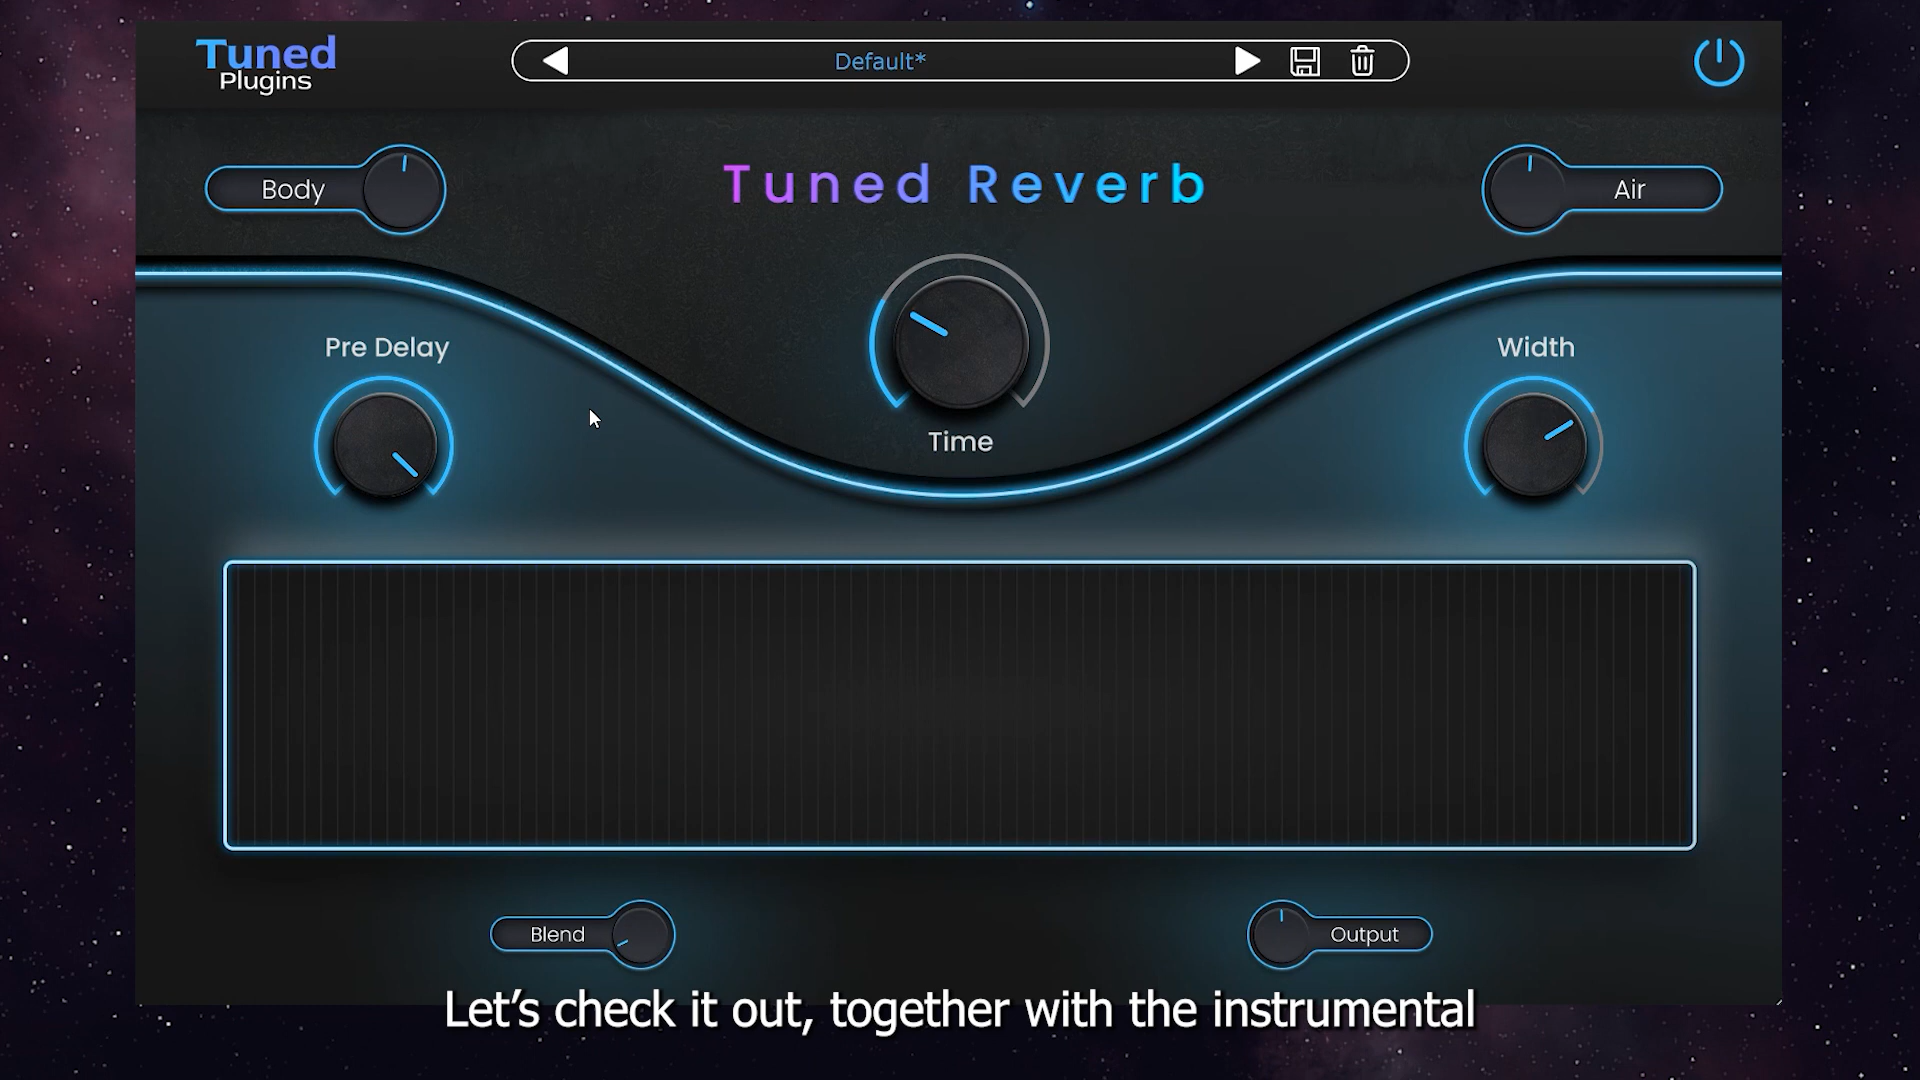 Tuned
Plugins
Default*
Body
Tuned Reverb
Air
Pre Delay
Width
Time
Blend
Output
Let's check it out, together with the instrumental